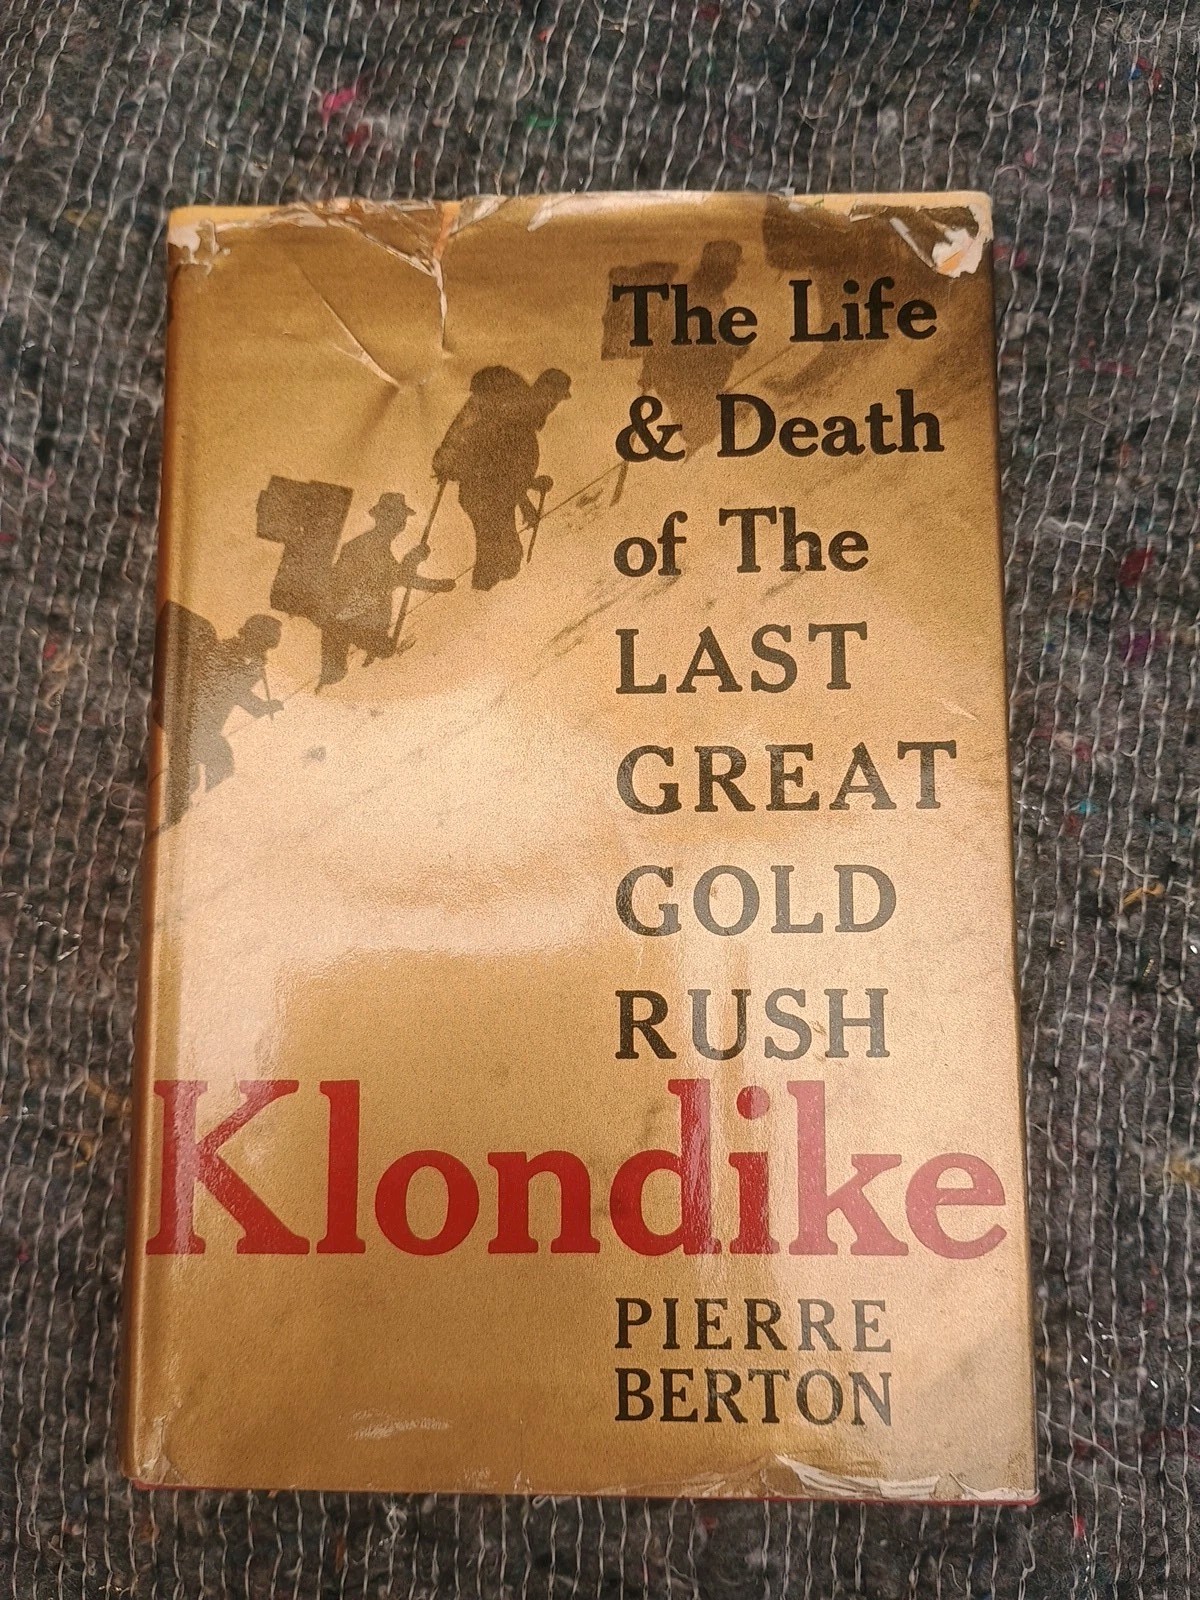 The Life
& Death
of The
LAST
GREAT
GOLD
RUSH
Klondike
PIERRE
BERTON